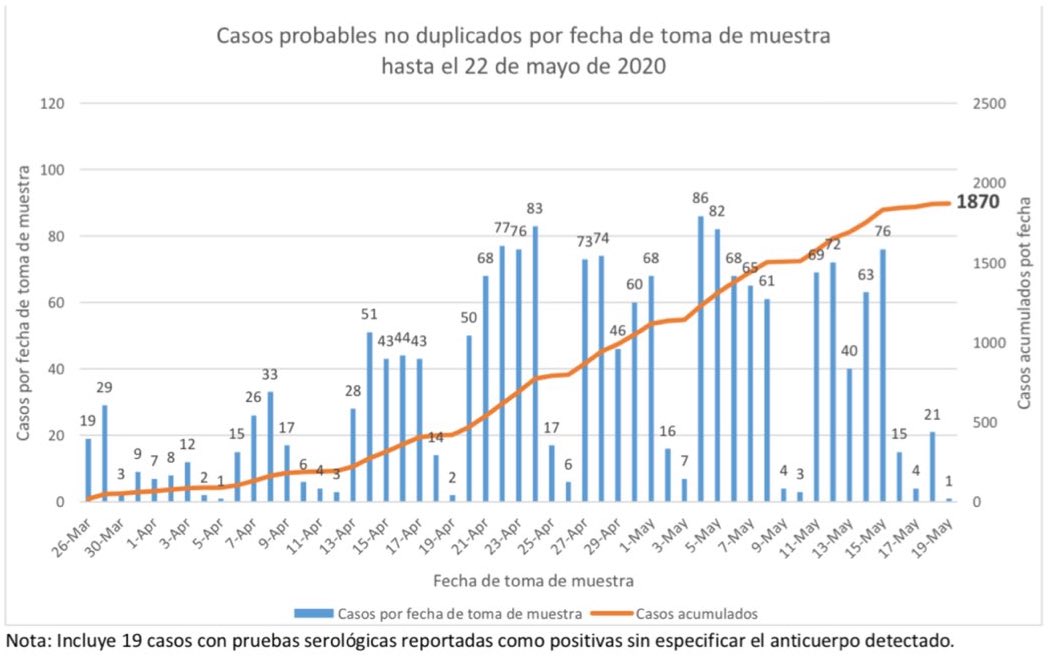 Casos probables no duplicados por fecha de toma de muestra
hasta el 22 de mayo de 2020
Casos por fecha de toma de muestra
120
100
80
60
40
20
0
19
29
3
9
7
8
12
2
1
15
26
33
17
6
4
3
28
51
43
44
43
14
2
50
68
77
76
83
17
6
73
74
46
60
68
16
7
86
82
68
65
61
4
3
69
72
40
63
76
15
4
21
1
1870
2500
2000
1500
1000
500
0
Casos acumulados pot fecha
26-Mar
30-Mar
1-Apr
3-Apr
5-Apr
7-Apr
9-Apr
11-Apr
13-Apr
15-Apr
17-Apr
19-Apr
21-Apr
23-Apr
25-Apr
27-Apr
29-Apr
1-May
3-May
5-May
7-May
9-May
11-May
13-May
15-May
17-May
19-May
Fecha de toma de muestra
Casos por fecha de toma de muestra
Casos acumulados
Nota: Incluye 19 casos con pruebas serológicas reportadas como positivas sin especificar el anticuerpo detectado.